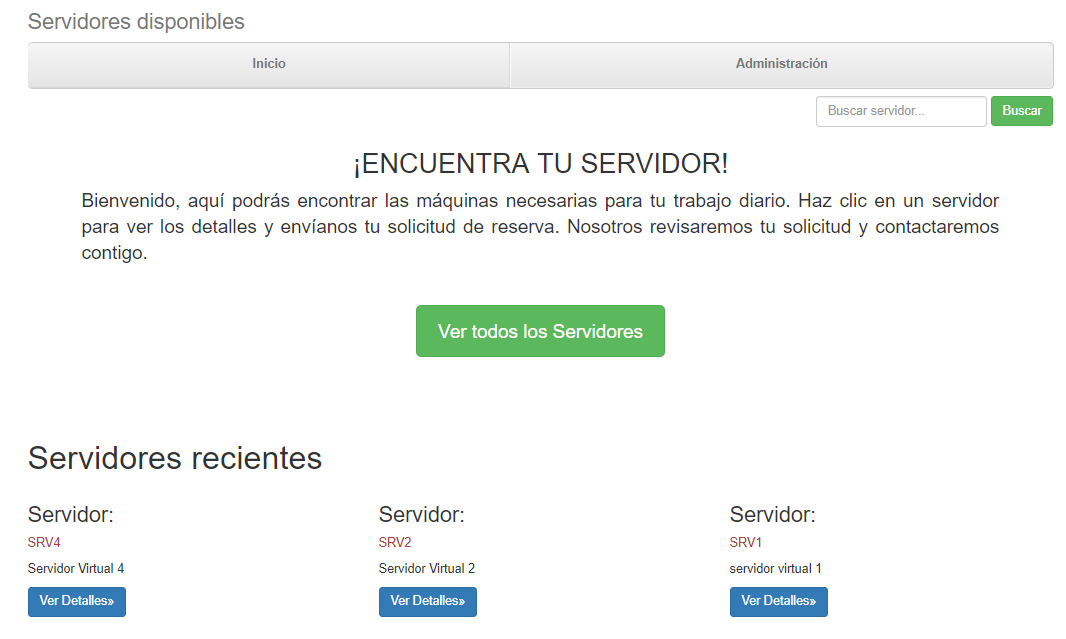 Servidores disponibles
Inicio
Administración
Buscar servidor...
Buscar
¡ENCUENTRA TU SERVIDOR!
Bienvenido, aquí podrás encontrar las máquinas necesarias para tu trabajo diario. Haz clic en un servidor
para ver los detalles y envíanos tu solicitud de reserva. Nosotros revisaremos tu solicitud y contactaremos
contigo.
Ver todos los Servidores
Servidores recientes
Servidor:
SRV4
Servidor Virtual 4
Ver Detalles»
Servidor:
SRV2
Servidor Virtual 2
Ver Detalles»
Servidor:
SRV1
servidor virtual 1
Ver Detalles»